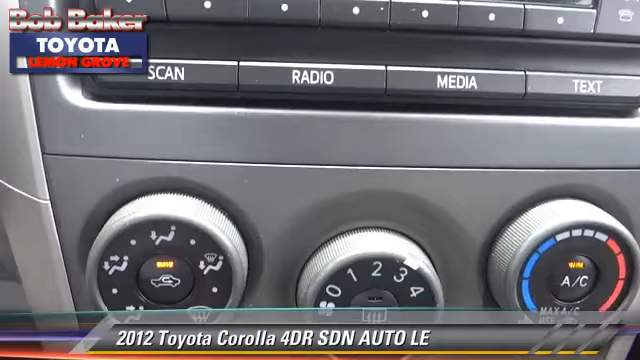 Bob Baker
TOYOTA
LEMON GROVE
SCAN
RADIO
MEDIA
TEXT
1 2 3 4
A/C
MAX A/C
2012 Toyota Corolla 4DR SDN AUTO LE